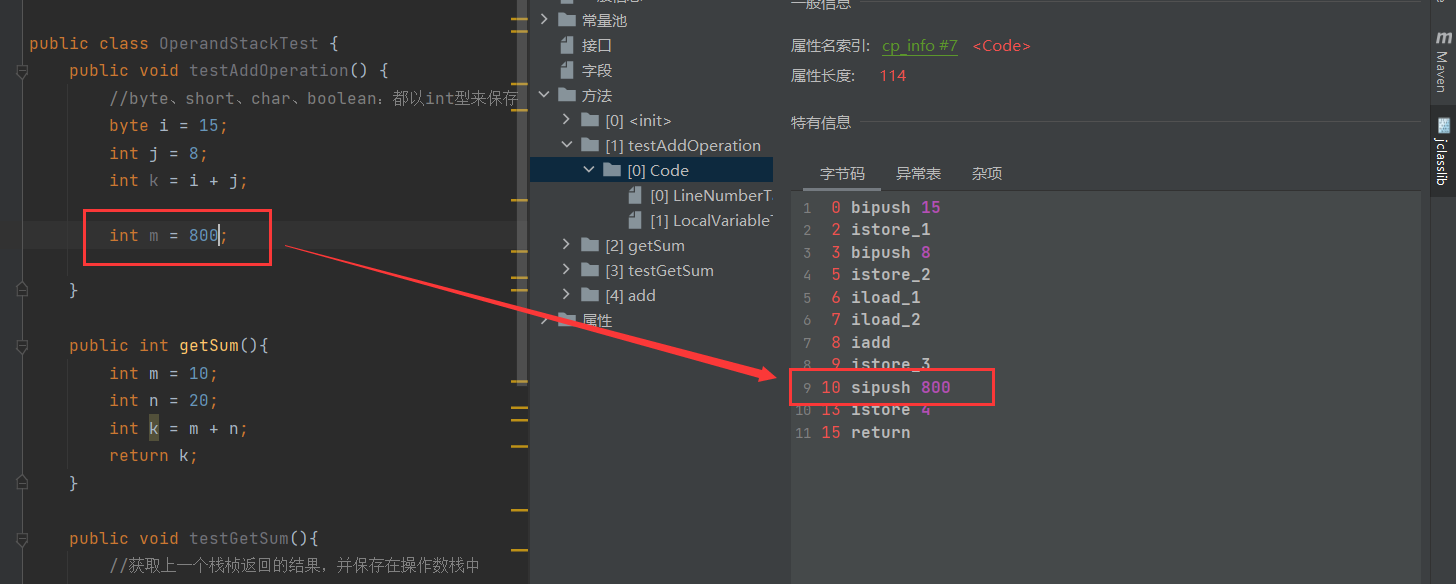 public class OperandStackTest {
public void testAddOperation() {
//byte、short、char、boolean：都以int型来保存
byte i = 15;
int j = 8;
int k = i + j;
int m = 800;
}
public int getSum(){
int m = 10;
int n = 20;
int k = m + n;
return k;
}
public void testGetSum(){
//获取上一个栈桢返回的结果，并保存在操作数栈中
常量池
接口
字段
方法
[0] <init>
[1] testAddOperation
[0] Code
[0] LineNumberT
[1] LocalVariable
[2] getSum
[3] testGetSum
[4] add
属性
一般信息
属性名索引: cp_info #7 <Code>
属性长度: 114
特有信息
字节码 异常表 杂项
1 0 bipush 15
2 2 istore_1
3 3 bipush 8
4 5 istore_2
5 6 iload_1
6 7 iload_2
7 8 iadd
8 9 istore_3
9 10 sipush 800
10 13 istore 4
11 15 return
m Maven
jclasslib